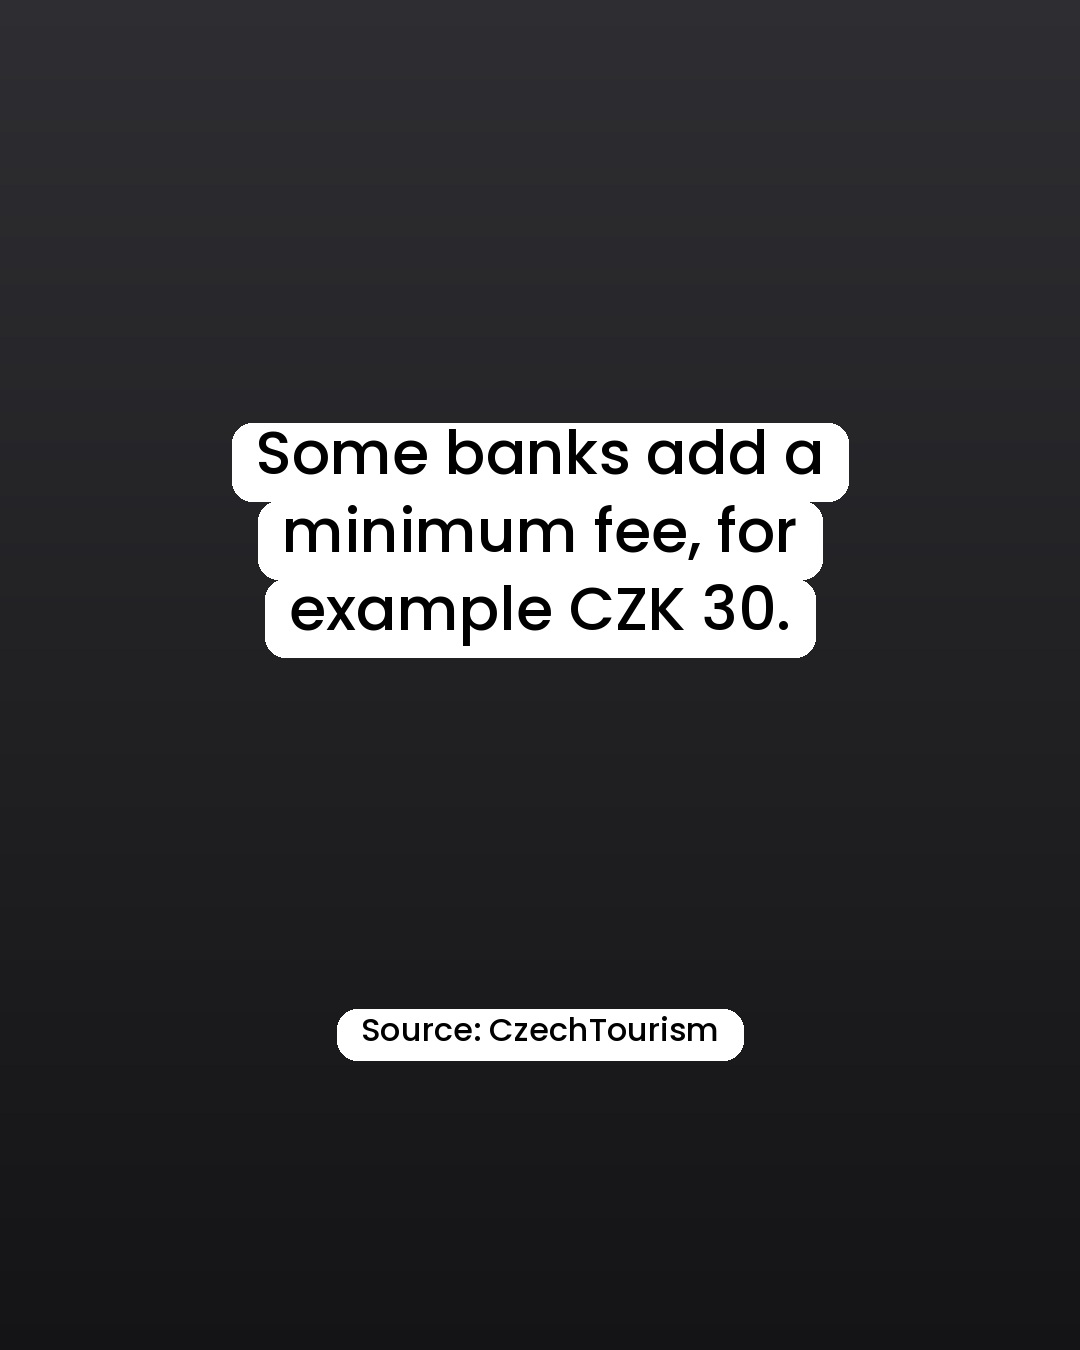 Some banks add a
minimum fee, for
example CZK 30.
Source: CzechTourism